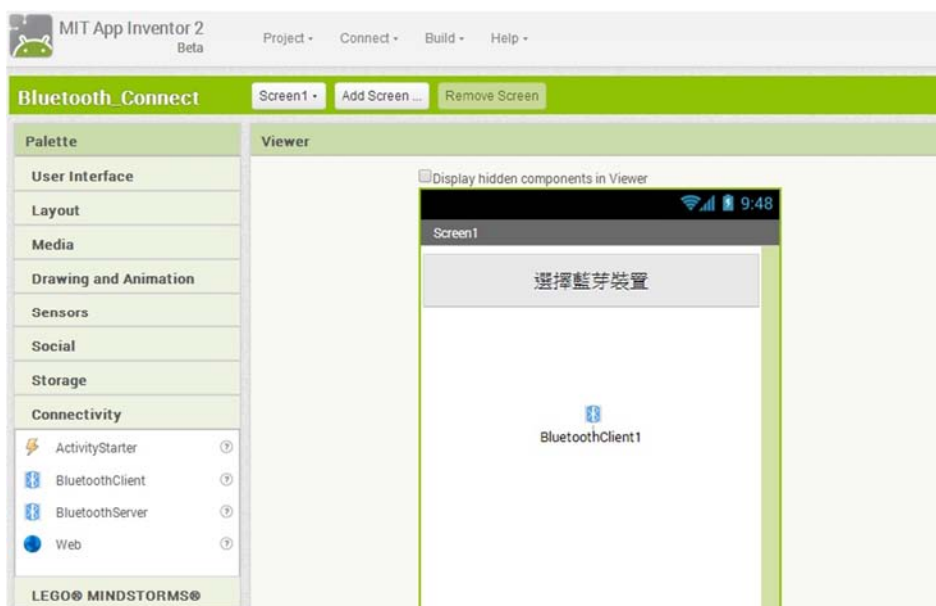 MIT App Inventor 2
Beta
Project Connect Build Help
Bluetooth_Connect Screen1 Add Screen ... Remove Screen
Palette
User Interface
Layout
Media
Drawing and Animation
Sensors
Social
Storage
Connectivity
ActivityStarter
BluetoothClient
BluetoothServer
Web
LEGO® MINDSTORMS®
Viewer
Display hidden components in Viewer
9:48
Screen1
選擇藍芽裝置
BluetoothClient1